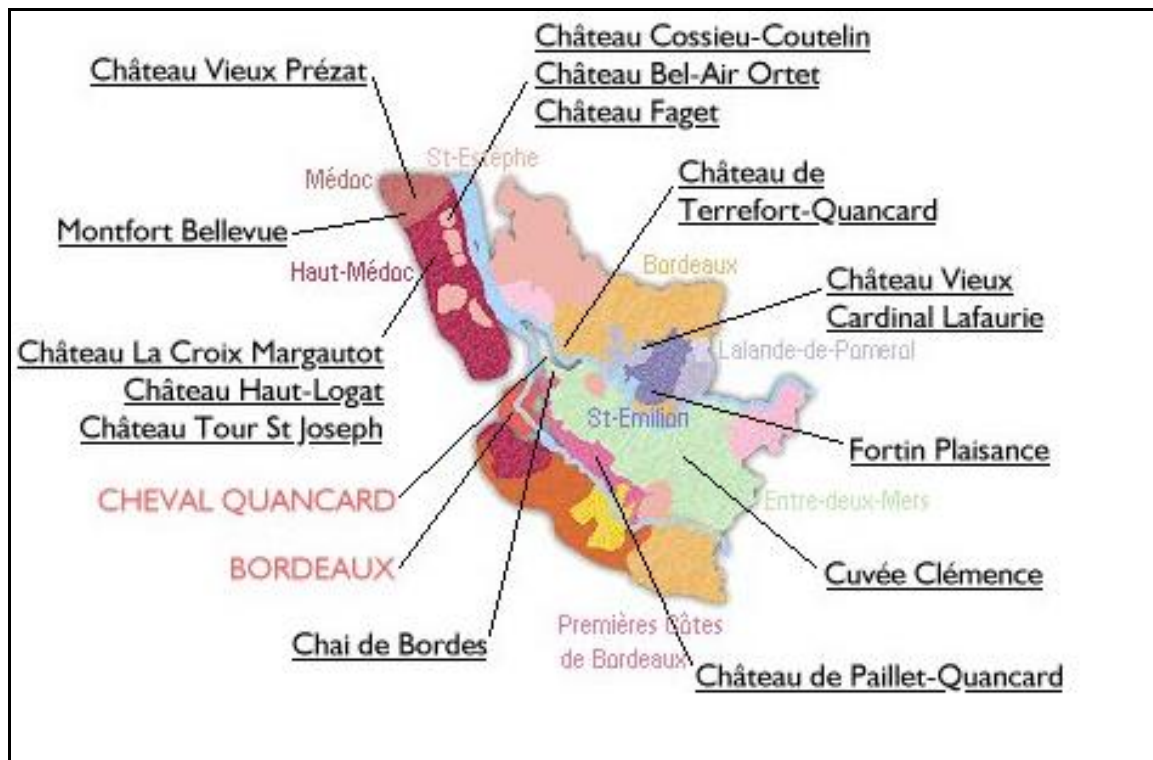 Château Cossieu-Coutelin
Château Vieux Prézat
Château Bel-Air Ortet
Château Faget
St-Estèphe
Médoc
Château de
Terrefort-Quancard
Montfort Bellevue
Haut-Médoc
Bordeaux
Château Vieux
Cardinal Lafaurie
Château La Croix Margautot
Lalande-de-Pomerol
Château Haut-Logat
Château Tour St Joseph
St-Emilion
Fortin Plaisance
CHEVAL QUANCARD
Entre-deux-Mers
BORDEAUX
Cuvée Clémence
Chai de Bordes
Premières Côtes
de Bordeaux
Château de Paillet-Quancard